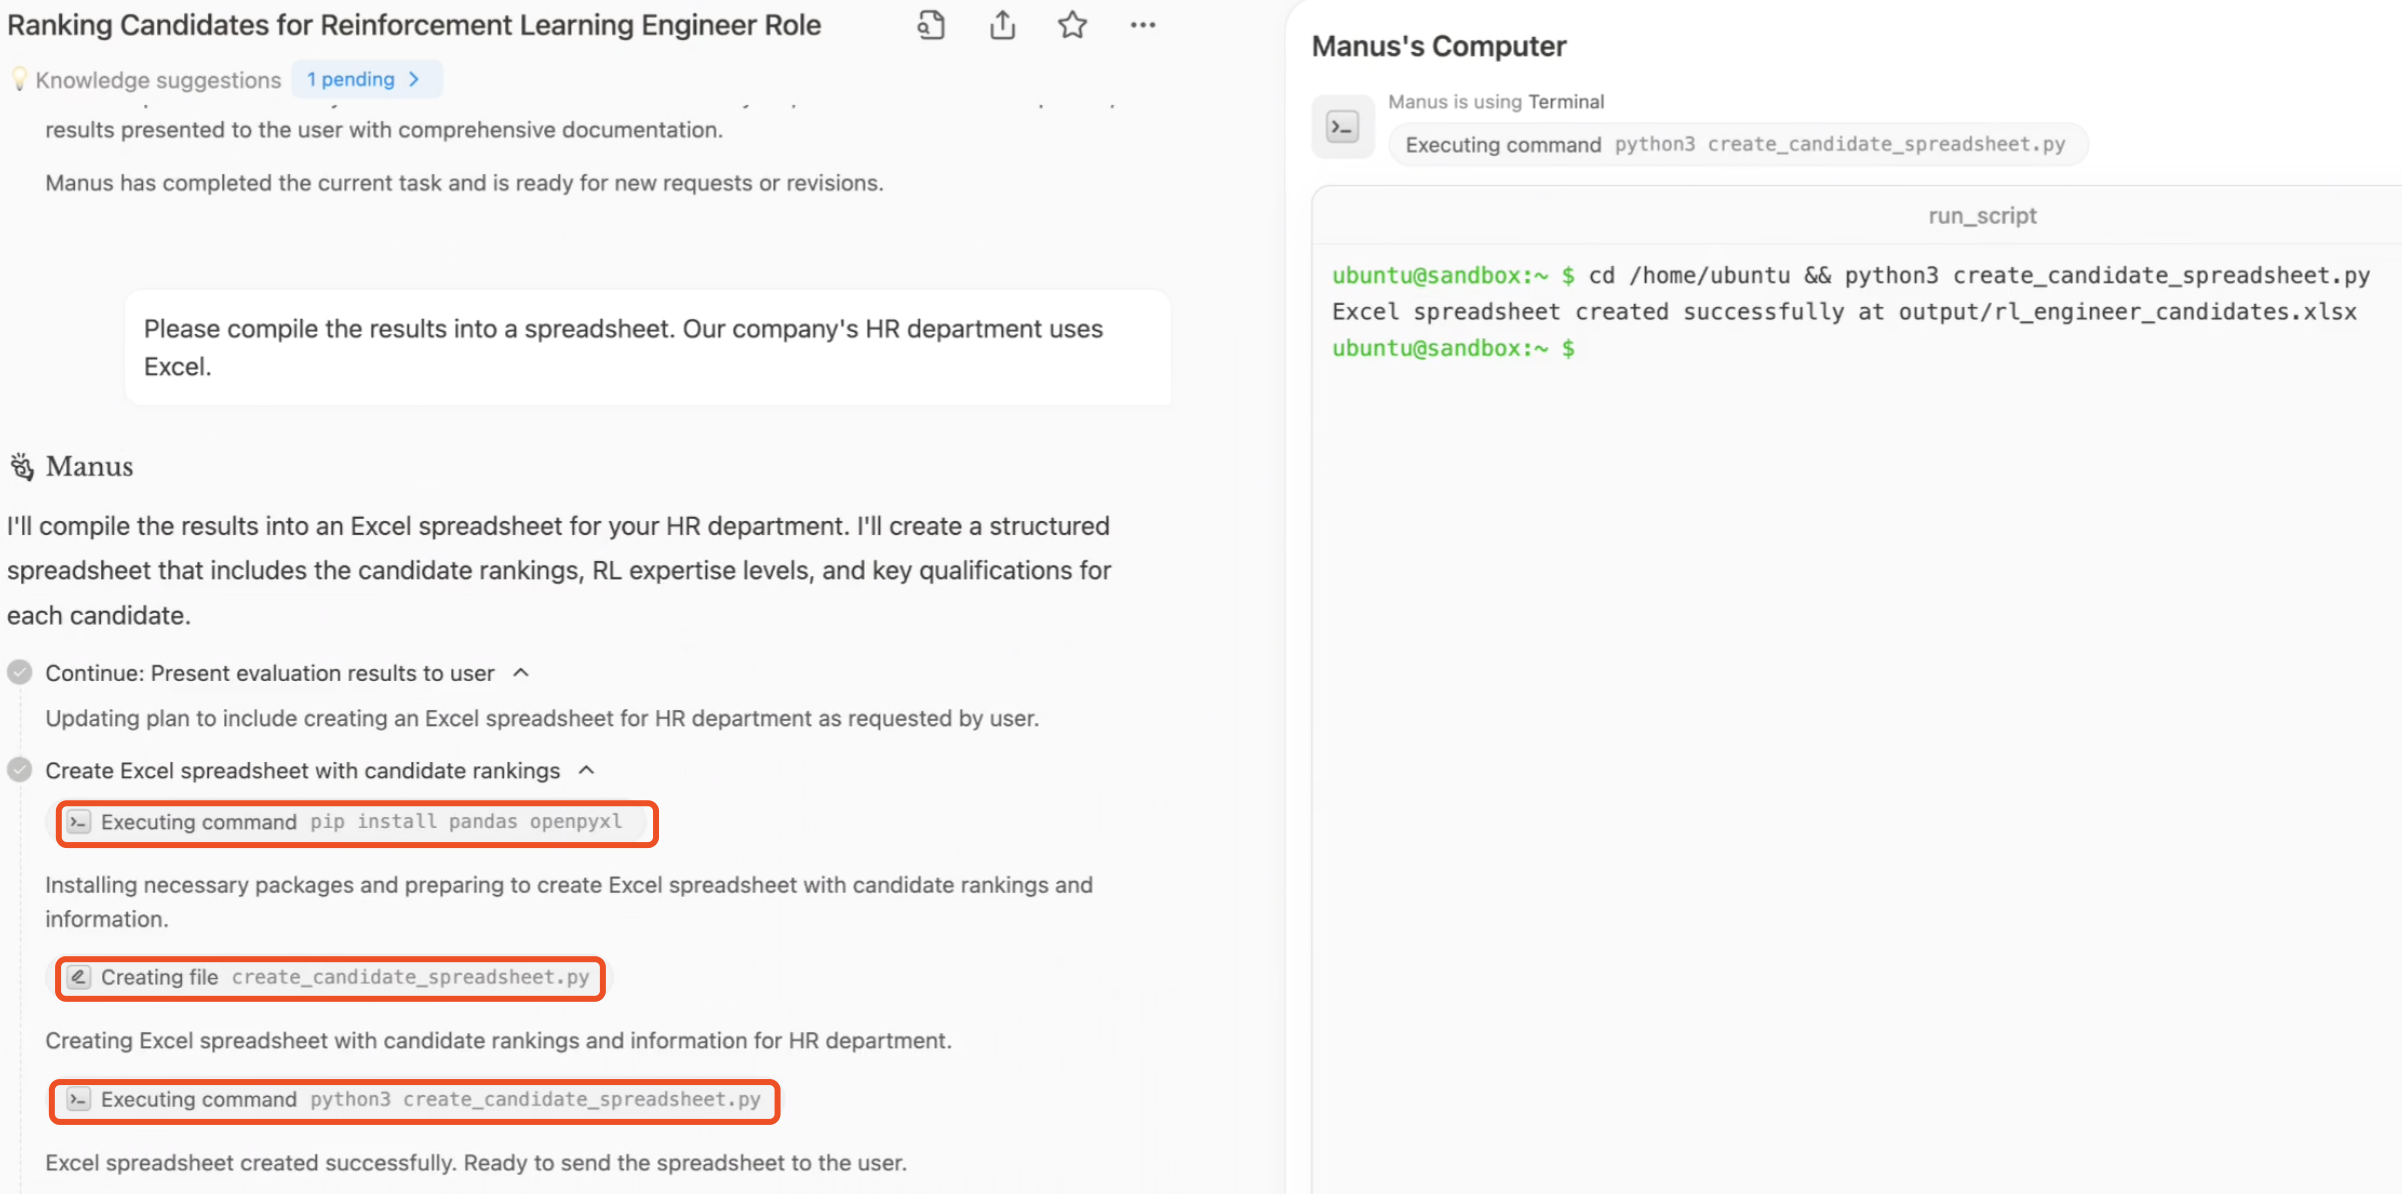 Ranking Candidates for Reinforcement Learning Engineer Role
Knowledge suggestions 1 pending
results presented to the user with comprehensive documentation.
Manus has completed the current task and is ready for new requests or revisions.
Please compile the results into a spreadsheet. Our company's HR department uses
Excel.
Manus
I'll compile the results into an Excel spreadsheet for your HR department. I'll create a structured
spreadsheet that includes the candidate rankings, RL expertise levels, and key qualifications for
each candidate.
Continue: Present evaluation results to user
Updating plan to include creating an Excel spreadsheet for HR department as requested by user.
Create Excel spreadsheet with candidate rankings
Executing command pip install pandas openpyxl
Installing necessary packages and preparing to create Excel spreadsheet with candidate rankings and
information.
Creating file create_candidate_spreadsheet.py
Creating Excel spreadsheet with candidate rankings and information for HR department.
Executing command python3 create_candidate_spreadsheet.py
Excel spreadsheet created successfully. Ready to send the spreadsheet to the user.
Manus's Computer
Manus is using Terminal
Executing command python3 create_candidate_spreadsheet.py
run_script
ubuntu@sandbox:~ $ cd /home/ubuntu && python3 create_candidate_spreadsheet.py
Excel spreadsheet created successfully at output/rl_engineer_candidates.xlsx
ubuntu@sandbox:~ $